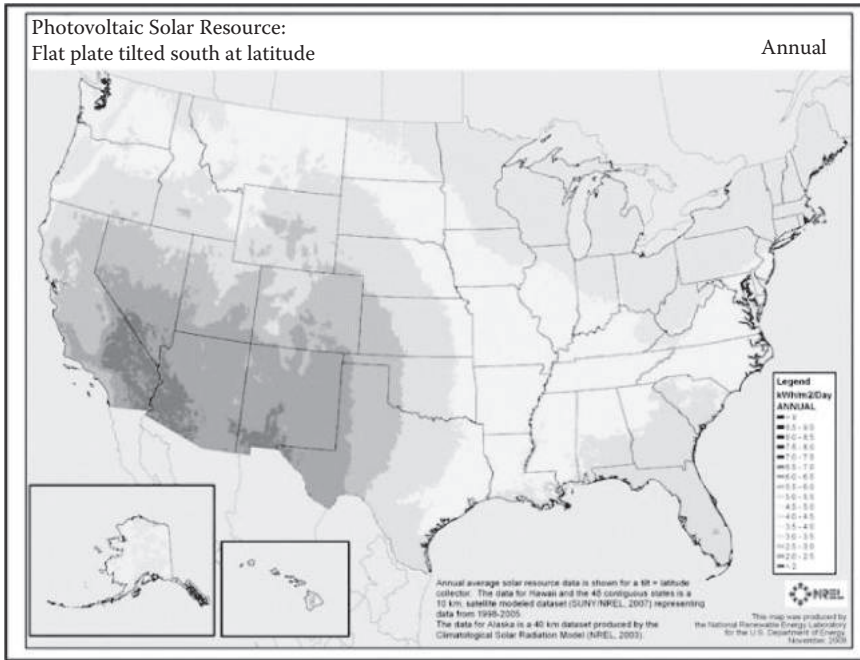 Photovoltaic Solar Resource:
Flat plate tilted south at latitude
Annual
Legend
kWh/m2/Day
ANNUAL
> 9
8.5 - 9.0
8.0 - 8.5
7.5 - 8.0
7.0 - 7.5
6.5 - 7.0
6.0 - 6.5
5.5 - 6.0
5.0 - 5.5
4.5 - 5.0
4.0 - 4.5
3.5 - 4.0
3.0 - 3.5
2.5 - 3.0
2.0 - 2.5
< 2
Annual average solar resource data is shown for a tilt = latitude
collector. The data for Hawaii and the 48 contiguous states is a
10 km, satellite modeled dataset (SUNY/NREL, 2007) representing
data from 1998-2005.
The data for Alaska is a 40 km dataset produced by the
Climatological Solar Radiation Model (NREL, 2003).
NREL
This map was produced by
the National Renewable Energy Laboratory
for the U.S. Department of Energy.
November, 2008